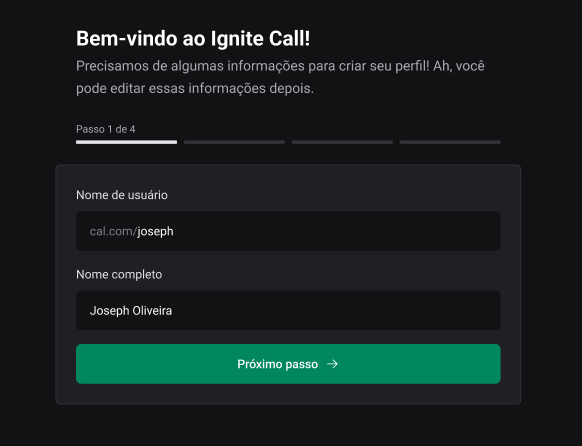 Bem-vindo ao Ignite Call!
Precisamos de algumas informações para criar seu perfil! Ah, você
pode editar essas informações depois.
Passo 1 de 4
Nome de usuário
cal.com/joseph
Nome completo
Joseph Oliveira
Próximo passo →